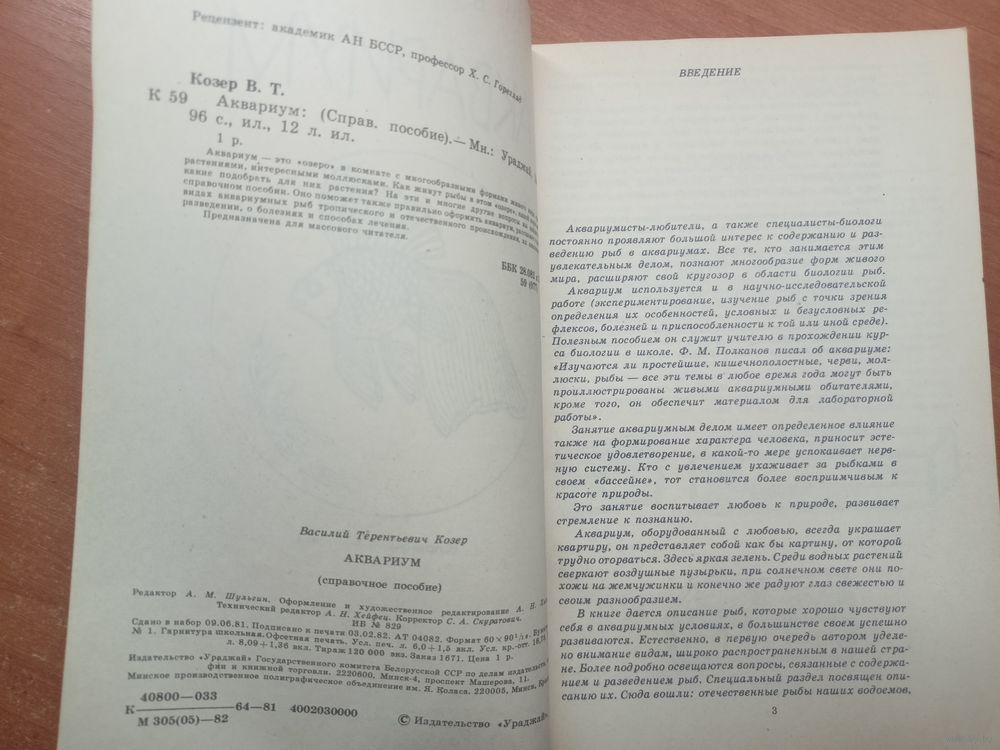 Рецензент: академик АН БССР, профессор Х. С. Горегляд
Козер В. Т.
К 59 Аквариум: (Справ. пособие).— Мн.: Ураджай,
96 с., ил., 12 л. ил.
1 р.
Аквариум — это «озеро» в комнате с многообразными формами живого
растениями, интересными моллюсками. Как живут рыбы в этом «озере»,
какие подобрать для них растения? На эти и многие другие вопросы
справочном пособии. Оно поможет также правильно оформить аквариум,
видах аквариумных рыб тропического и отечественного происхождения, их
разведении, о болезнях и способах лечения.
Предназначена для массового читателя.
ББК 28.082
59 (077
Василий Терентьевич Козер
АКВАРИУМ
(справочное пособие)
Редактор А. М. Шульгин. Оформление и художественное редактирование А. Н.
Технический редактор А. Н. Хейфец. Корректор С. А. Скуратович.
ИБ № 829
Сдано в набор 09.06.81. Подписано к печати 03.02.82. АТ 04082. Формат 60×90 1/16.
№ 1. Гарнитура школьная. Офсетная печать. Усл. печ. л. 6,0+1,5 вкл. Усл. кр.-отт.
л. 8,09+1,36 вкл. Тираж 120 000 экз. Заказ 1671. Цена 1 р.
Издательство «Ураджай» Государственного комитета Белорусской ССР по делам издательств,
фии и книжной торговли. 220600, Минск-4, проспект Машерова, 11.
Минское производственное полиграфическое объединение им. Я. Коласа. 220005, Минск,
К 40800—033 64—81 4002030000
М 305(05)—82
© Издательство «Ураджай»
ВВЕДЕНИЕ
Аквариумисты-любители, а также специалисты-биологи
постоянно проявляют большой интерес к содержанию и раз-
ведению рыб в аквариумах. Все те, кто занимается этим
увлекательным делом, познают многообразие форм живого
мира, расширяют свой кругозор в области биологии рыб.
Аквариум используется и в научно-исследовательской
работе (экспериментирование, изучение рыб с точки зрения
определения их особенностей, условных и безусловных ре-
флексов, болезней и приспособленности к той или иной среде).
Полезным пособием он служит учителю в прохождении кур-
са биологии в школе. Ф. М. Полканов писал об аквариуме:
«Изучаются ли простейшие, кишечнополостные, черви, мол-
люски, рыбы — все эти темы в любое время года могут быть
проиллюстрированы живыми аквариумными обитателями,
кроме того, он обеспечит материалом для лабораторной
работы».
Занятие аквариумным делом имеет определенное влияние
также на формирование характера человека, приносит эсте-
тическое удовлетворение, в какой-то мере успокаивает нерв-
ную систему. Кто с увлечением ухаживает за рыбками в
своем «бассейне», тот становится более восприимчивым к
красоте природы.
Это занятие воспитывает любовь к природе, развивает
стремление к познанию.
Аквариум, оборудованный с любовью, всегда украшает
квартиру, он представляет собой как бы картину, от которой
трудно оторваться. Здесь яркая зелень. Среди водных растений
сверкают воздушные пузырьки, при солнечном свете они по-
хожи на жемчужинки и конечно же радуют глаз свежестью и
своим разнообразием.
В книге дается описание рыб, которые хорошо чувствуют
себя в аквариумных условиях, в большинстве своем успешно
развиваются. Естественно, в первую очередь автором уделе-
но внимание видам, широко распространенным в нашей стра-
не. Более подробно освещаются вопросы, связанные с содержа-
нием и разведением рыб. Специальный раздел посвящен опи-
санию их. Сюда вошли: отечественные рыбы наших водоемов,
3